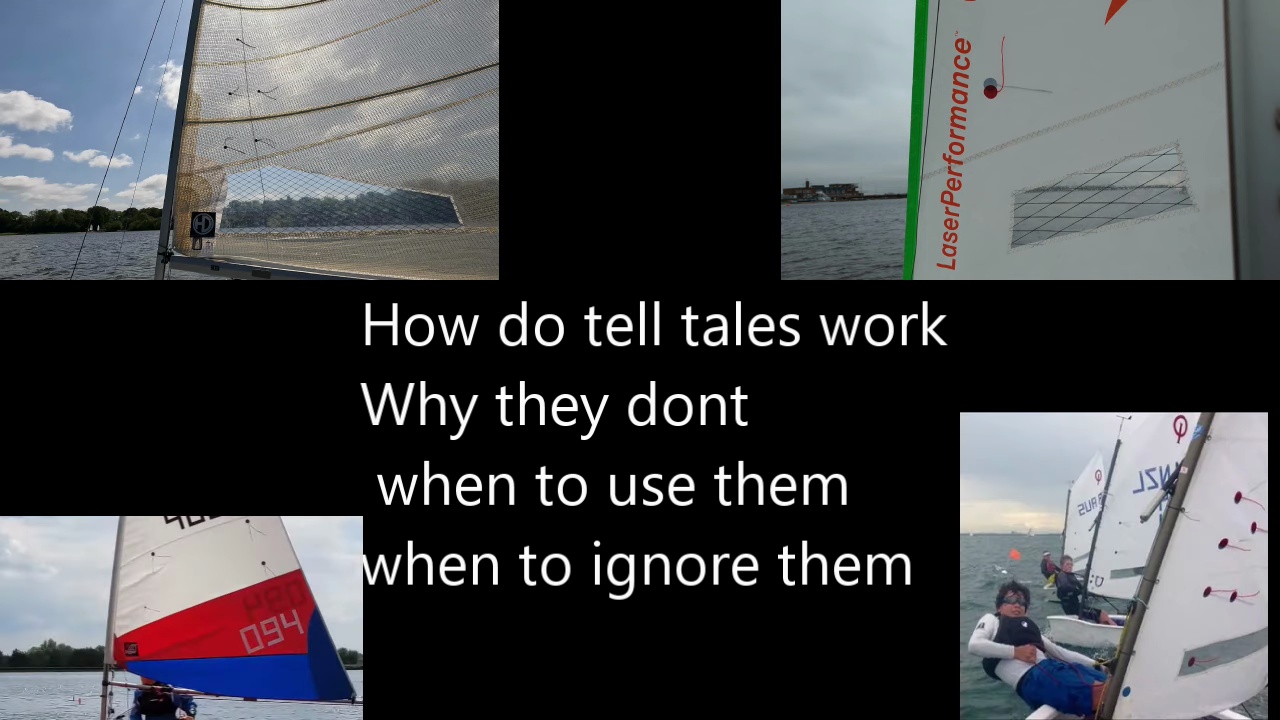 LaserPerformance™
How do tell tales work
Why they dont
when to use them
when to ignore them
094
NZL
RUS
HD